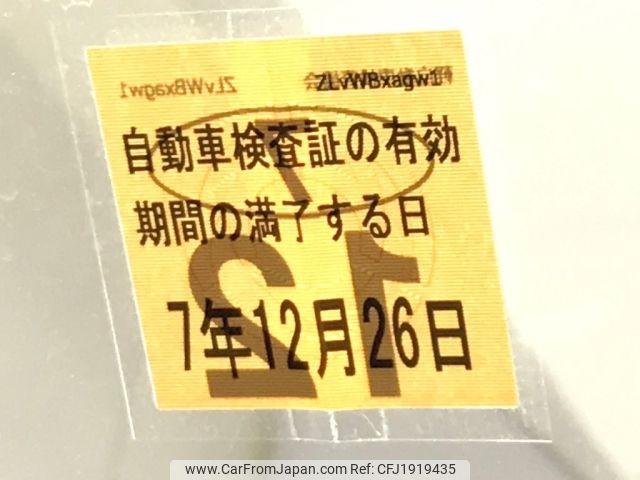 ZLvWBxagw1
自動車検査証の有効
期間の満了する日
7年12月26日
www.CarFromJapan.com | CFJ1919435